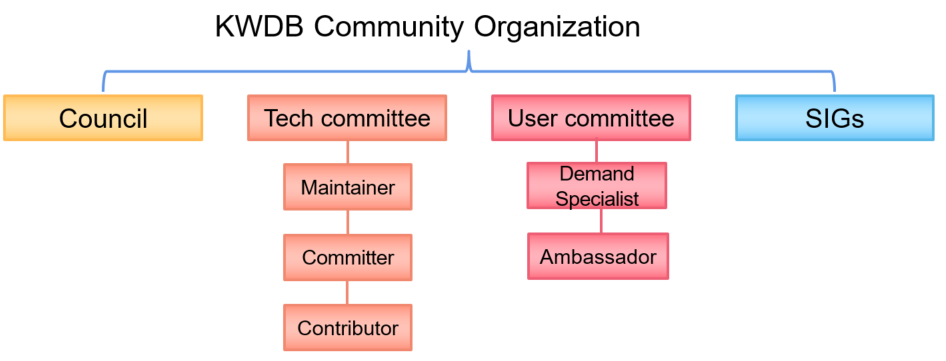 KWDB Community Organization
Council
Tech committee
User committee
SIGs
Maintainer
Committer
Contributor
Demand
Specialist
Ambassador